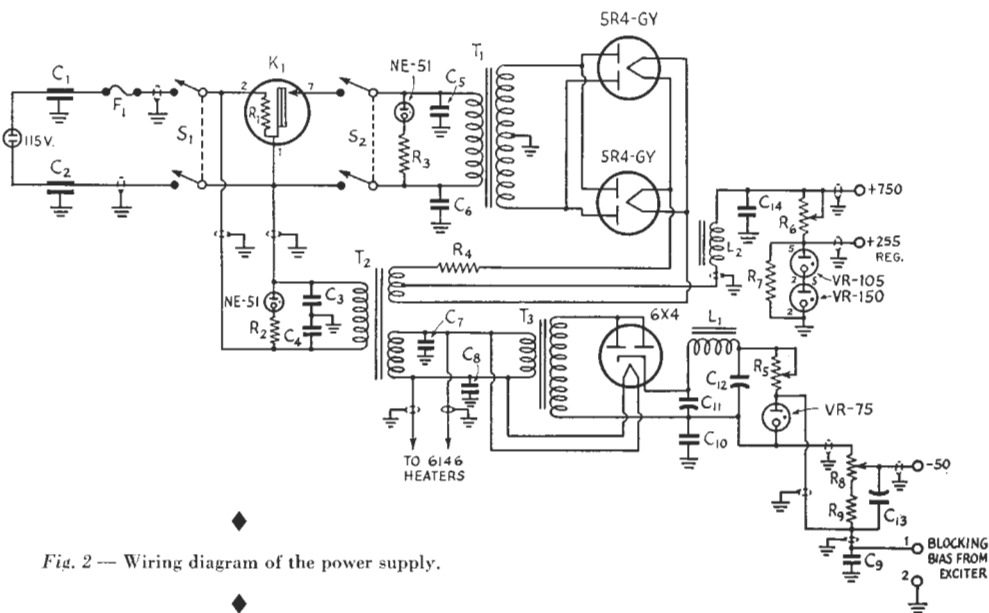 5R4-GY
T1
K1
NE-51
C5
C1
2
7
F1
R1
115V.
S1
S2
R3
5R4-GY
1
C2
C6
+750
C14
R6
L2
+255
REG.
R4
T2
5
R7
2
5
VR-105
VR-150
2
NE-51
C3
R2
C4
T3
6X4
C7
L1
C8
R5
C12
C11
VR-75
C10
TO 6146
HEATERS
-50
R8
R9
C13
1
BLOCKING
BIAS FROM
EXCITER
C9
2
Fig. 2 — Wiring diagram of the power supply.